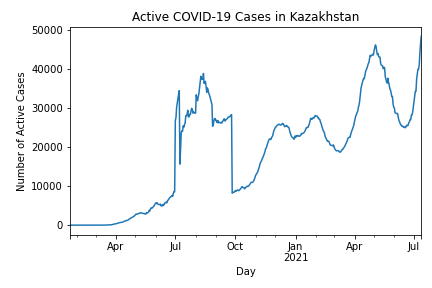 Active COVID-19 Cases in Kazakhstan
50000
40000
30000
20000
10000
0
Number of Active Cases
Apr
Jul
Oct
Jan
2021
Apr
Jul
Day